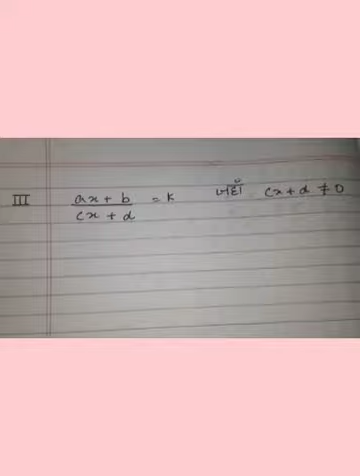 III ax + b / cx + d = k જ્યાં cx + d ≠ 0